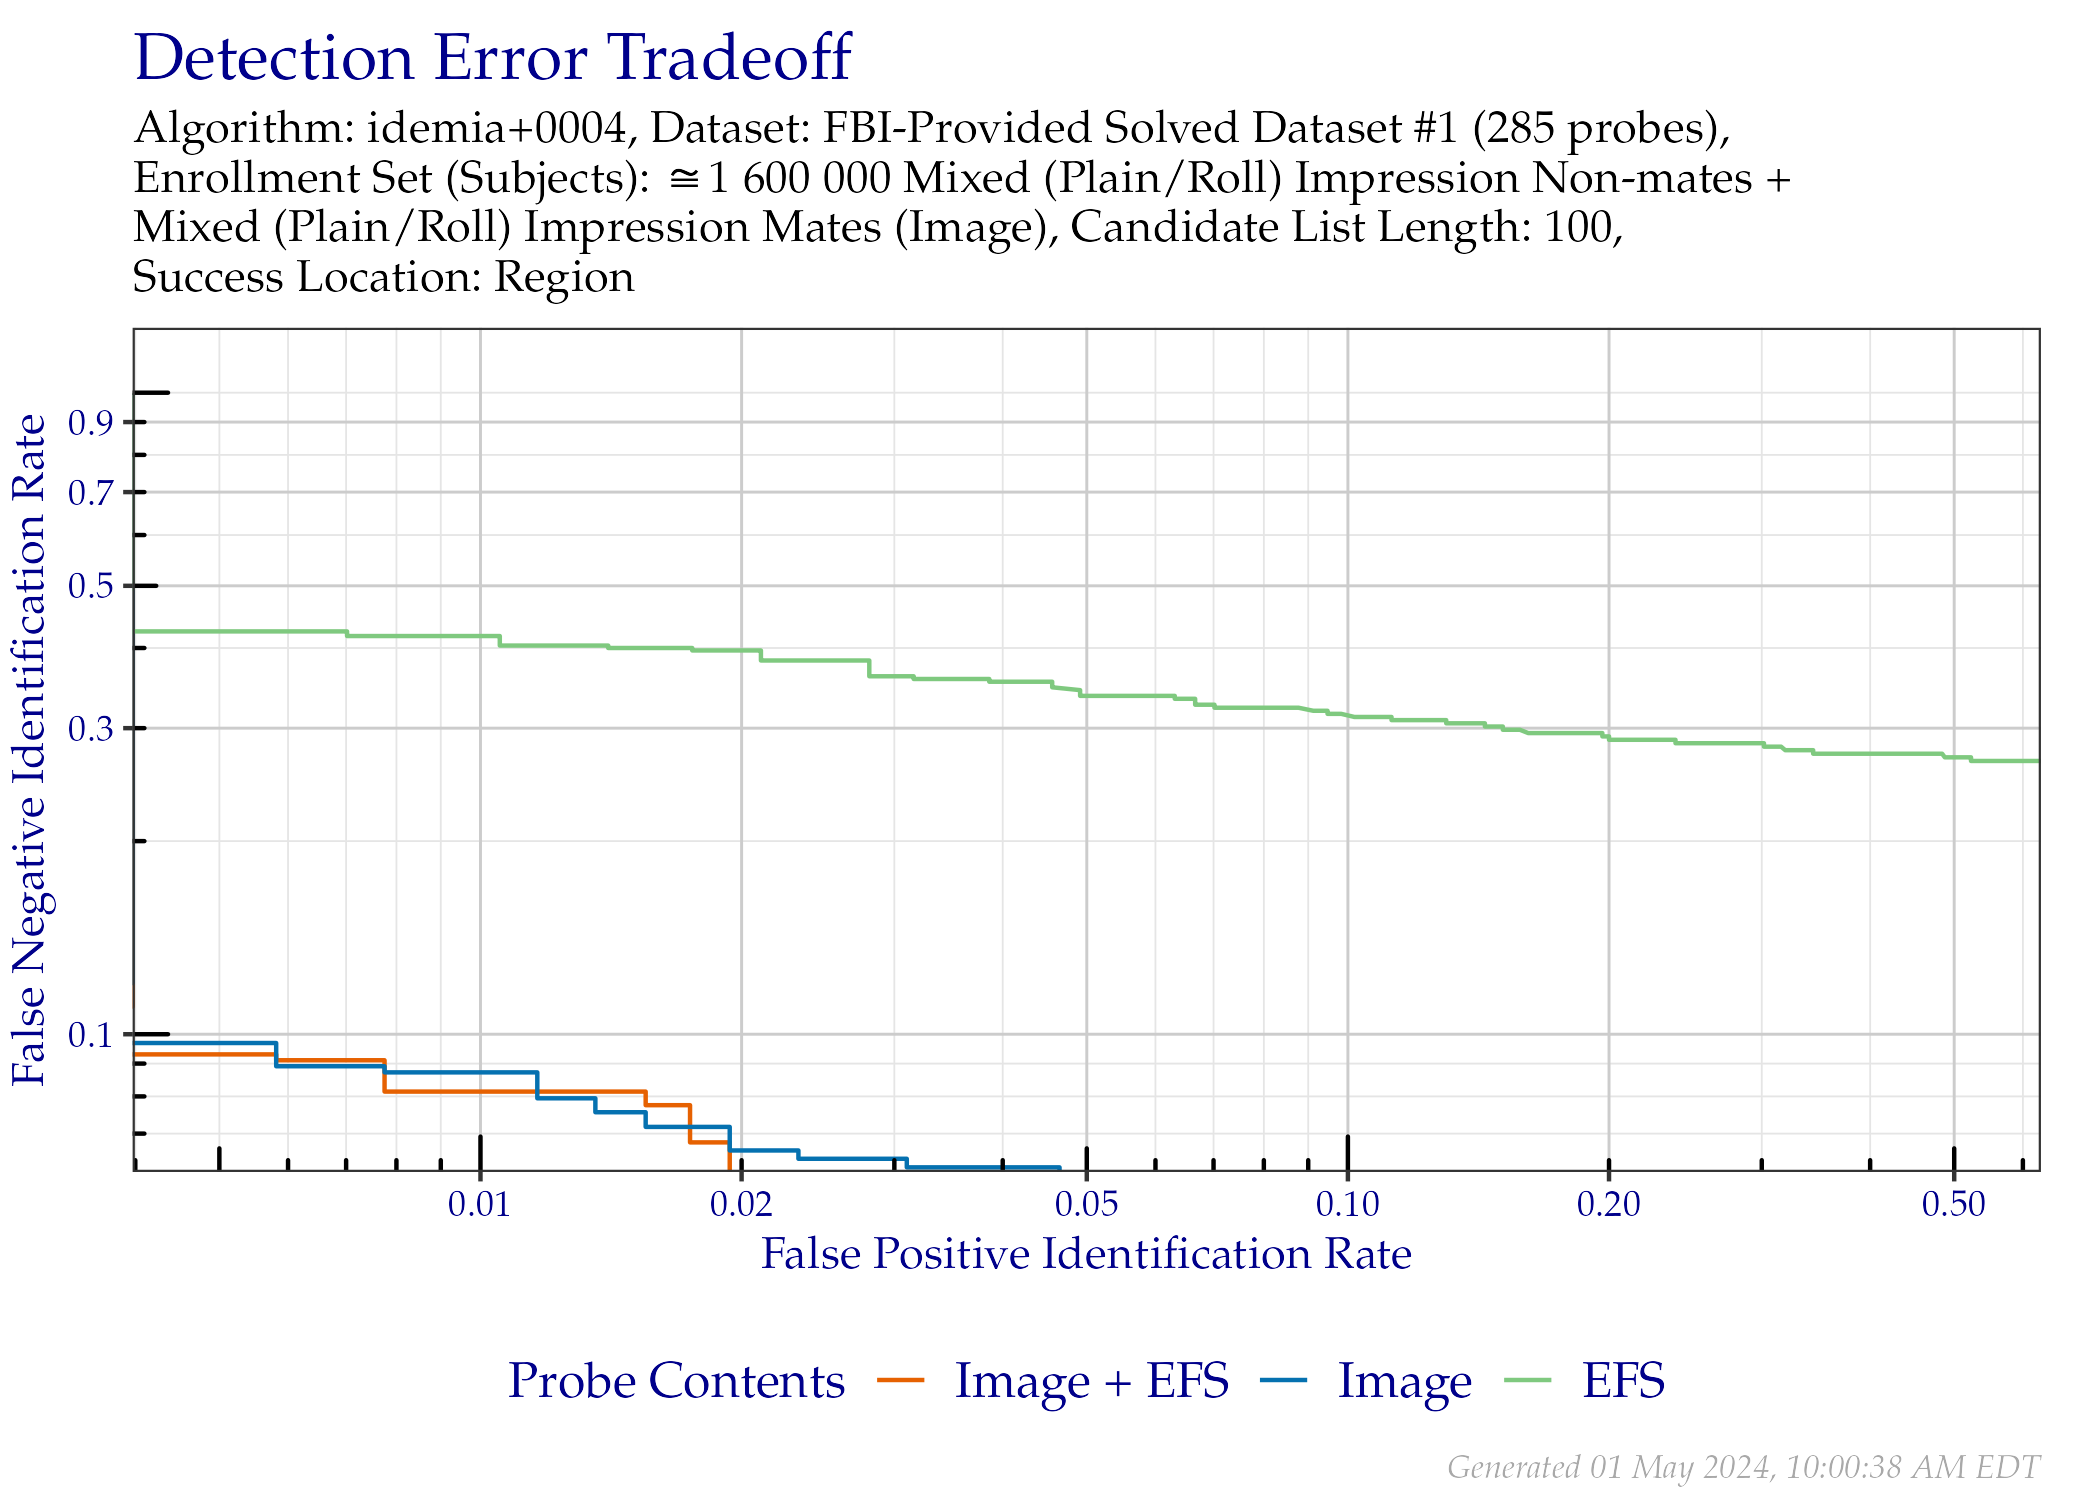 Detection Error Tradeoff
Algorithm: idemia+0004, Dataset: FBI-Provided Solved Dataset #1 (285 probes),
Enrollment Set (Subjects): ≅1 600 000 Mixed (Plain/Roll) Impression Non-mates +
Mixed (Plain/Roll) Impression Mates (Image), Candidate List Length: 100,
Success Location: Region
False Negative Identification Rate
0.9
0.7
0.5
0.3
0.1
0.01 0.02 0.05 0.10 0.20 0.50
False Positive Identification Rate
Probe Contents Image + EFS Image EFS
Generated 01 May 2024, 10:00:38 AM EDT